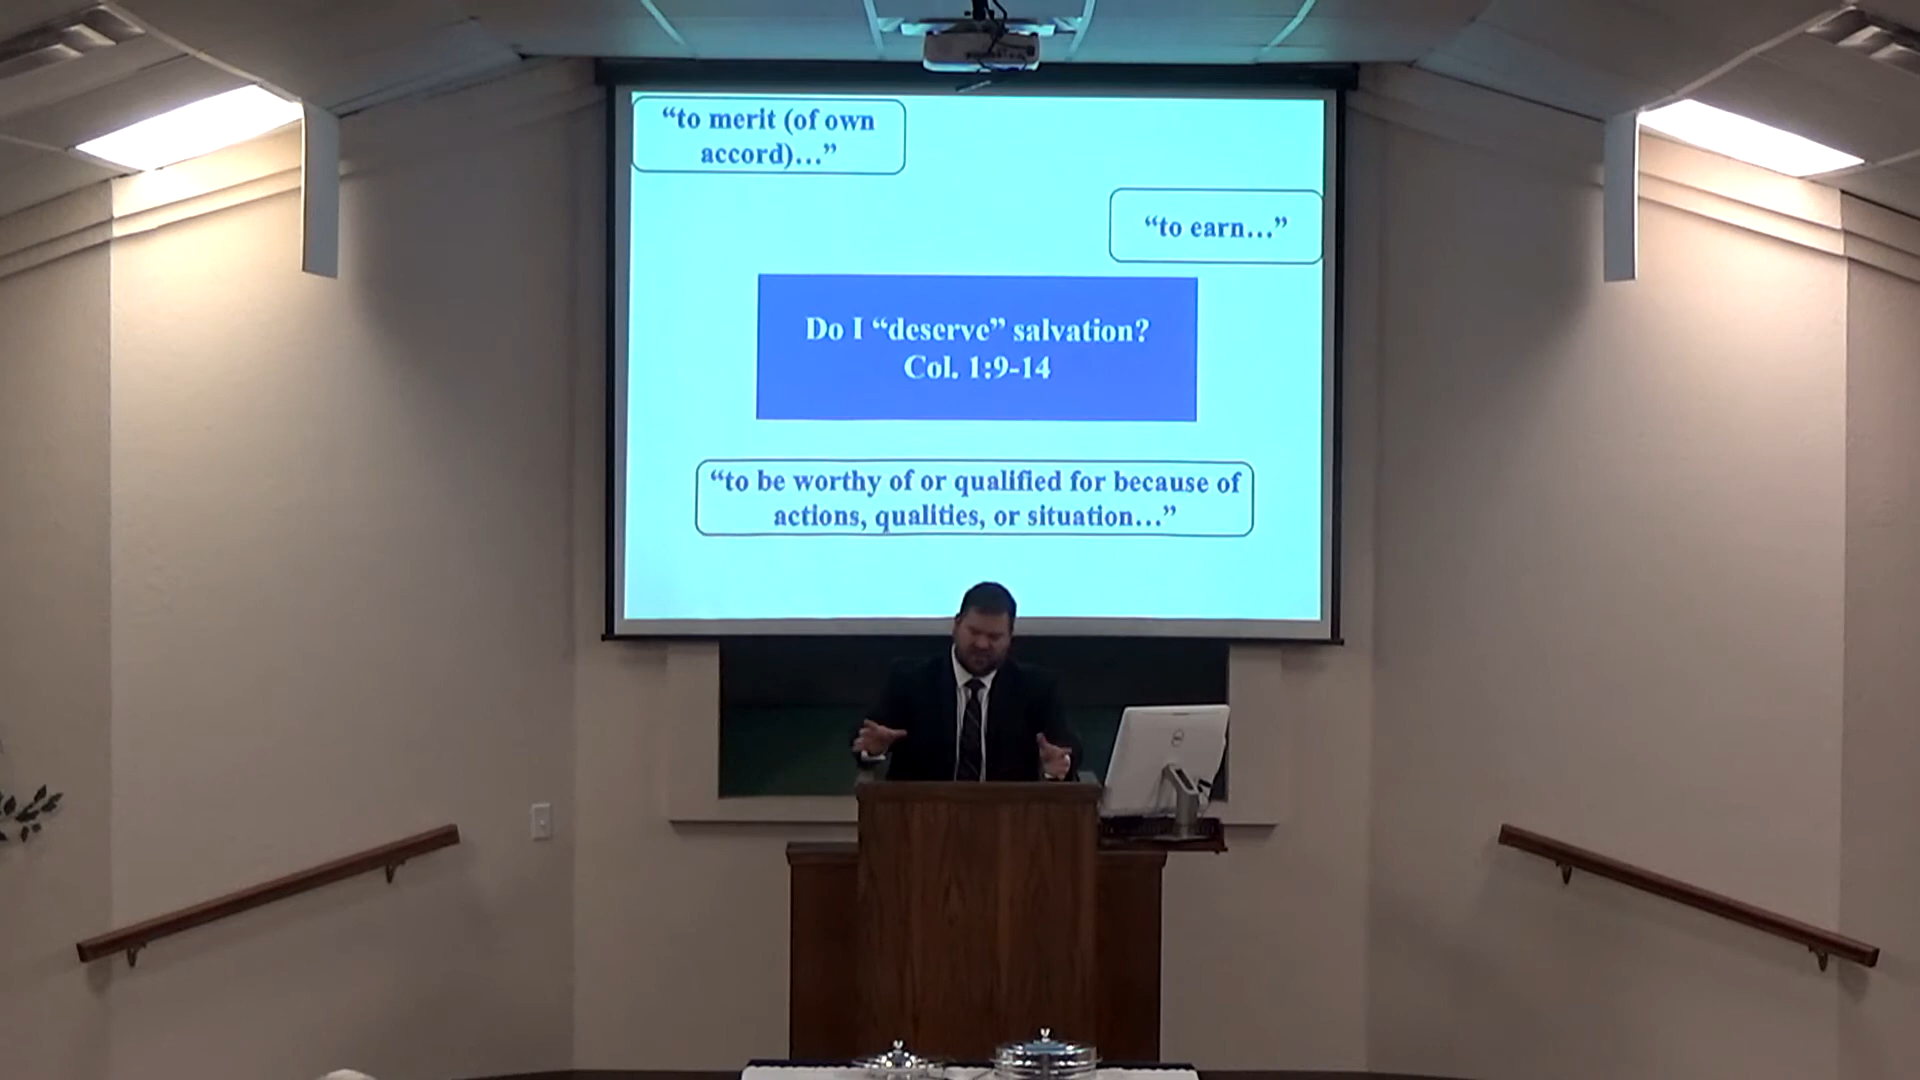 “to merit (of own
accord)…”
“to earn…”
Do I “deserve” salvation?
Col. 1:9-14
“to be worthy of or qualified for because of
actions, qualities, or situation…”